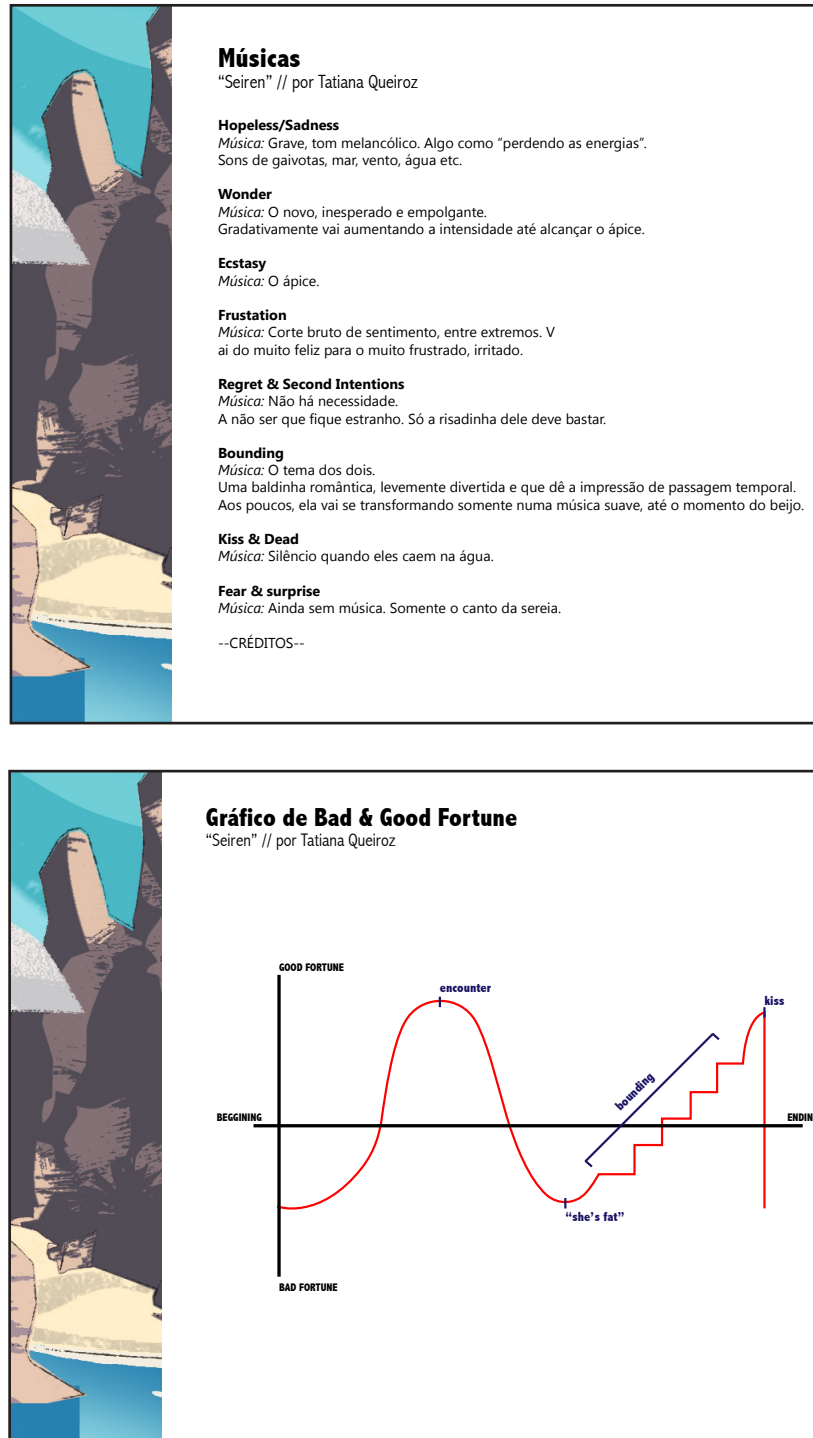 Músicas
“Seiren” // por Tatiana Queiroz
Hopeless/Sadness
Música: Grave, tom melancólico. Algo como “perdendo as energias”.
Sons de gaivotas, mar, vento, água etc.
Wonder
Música: O novo, inesperado e empolgante.
Gradativamente vai aumentando a intensidade até alcançar o ápice.
Ecstasy
Música: O ápice.
Frustation
Música: Corte bruto de sentimento, entre extremos. V
ai do muito feliz para o muito frustrado, irritado.
Regret & Second Intentions
Música: Não há necessidade.
A não ser que fique estranho. Só a risadinha dele deve bastar.
Bounding
Música: O tema dos dois.
Uma baldinha romântica, levemente divertida e que dê a impressão de passagem temporal.
Aos poucos, ela vai se transformando somente numa música suave, até o momento do beijo.
Kiss & Dead
Música: Silêncio quando eles caem na água.
Fear & surprise
Música: Ainda sem música. Somente o canto da sereia.
--CRÉDITOS--
Gráfico de Bad & Good Fortune
“Seiren” // por Tatiana Queiroz
GOOD FORTUNE
encounter
kiss
bounding
BEGGINING
ENDIN
“she’s fat”
BAD FORTUNE